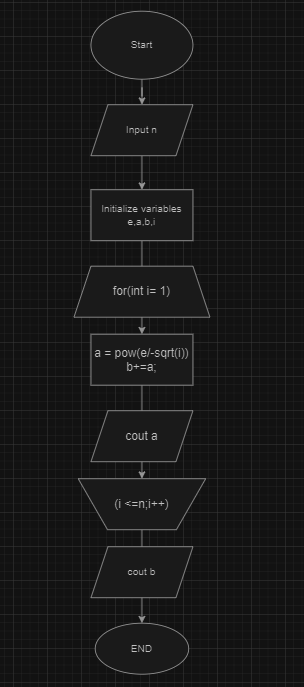 Start
Input n
Initialize variables
e,a,b,i
for(int i= 1)
a = pow(e/-sqrt(i))
b+=a;
cout a
(i <=n;i++)
cout b
END